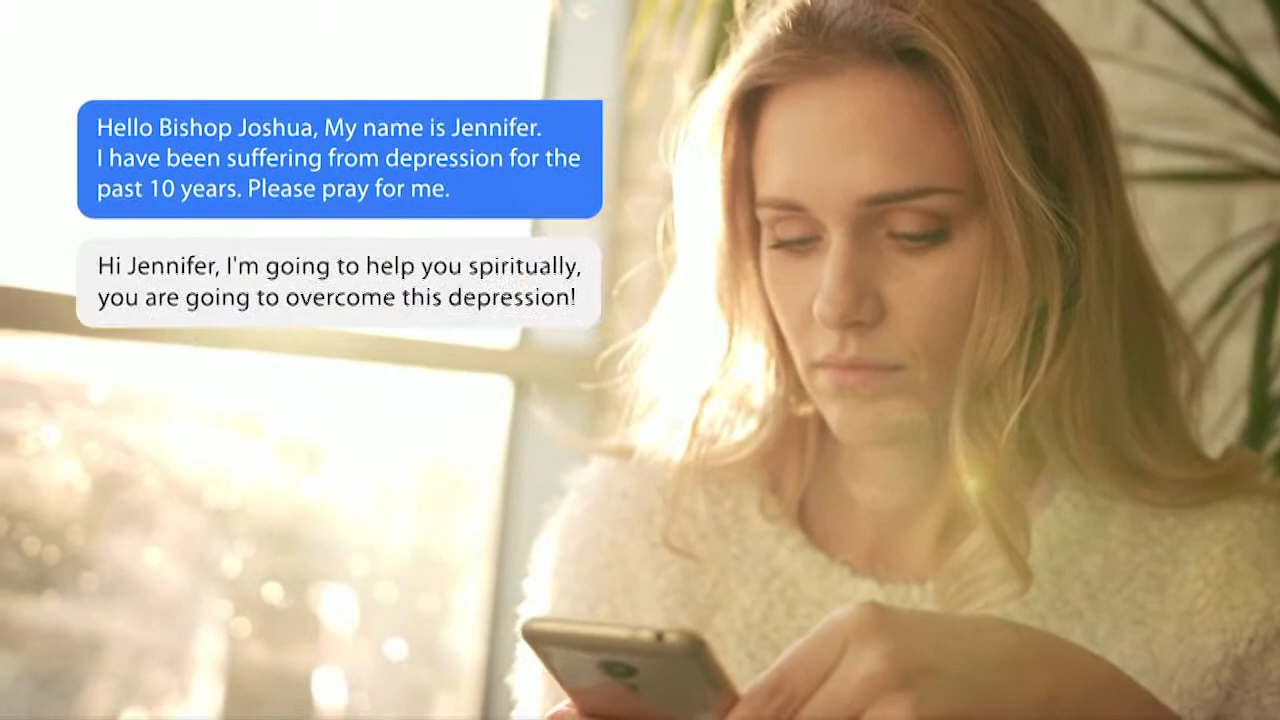 Hello Bishop Joshua, My name is Jennifer.
I have been suffering from depression for the
past 10 years. Please pray for me.
Hi Jennifer, I'm going to help you spiritually,
you are going to overcome this depression!